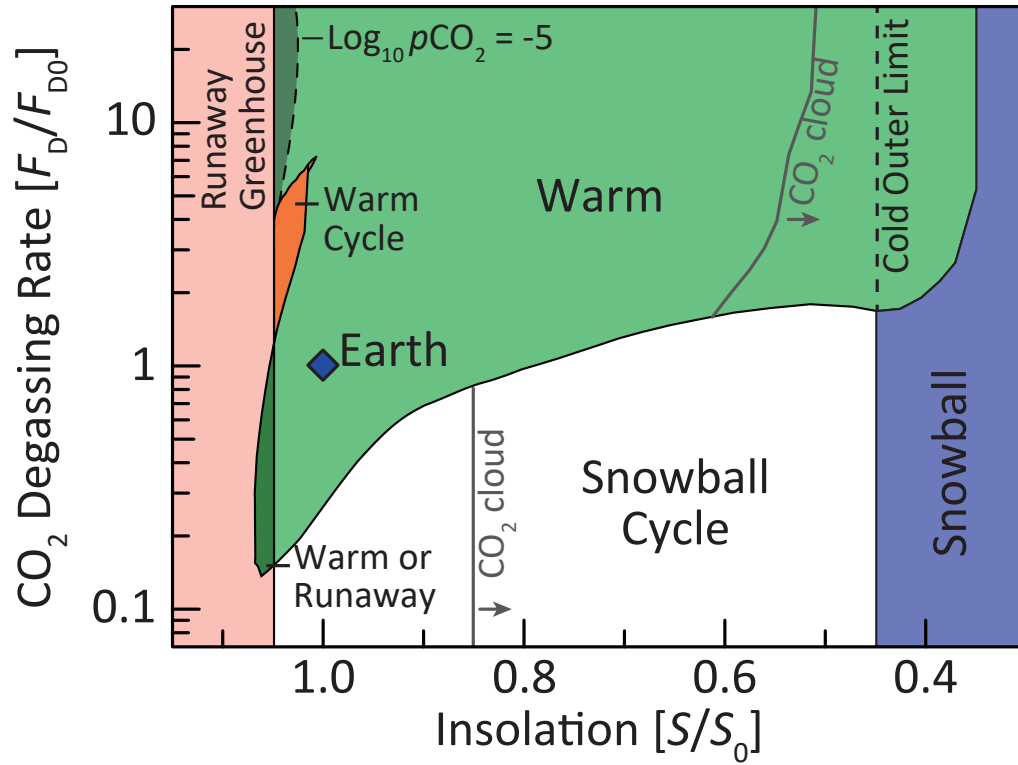 CO₂ Degassing Rate [F_D/F_D0]
10
1
0.1
Runaway
Greenhouse
Log₁₀ pCO₂ = -5
Warm
Cycle
Warm
CO₂ cloud
Cold Outer Limit
Earth
Warm or
Runaway
CO₂ cloud
Snowball
Cycle
Snowball
1.0
0.8
0.6
0.4
Insolation [S/S₀]